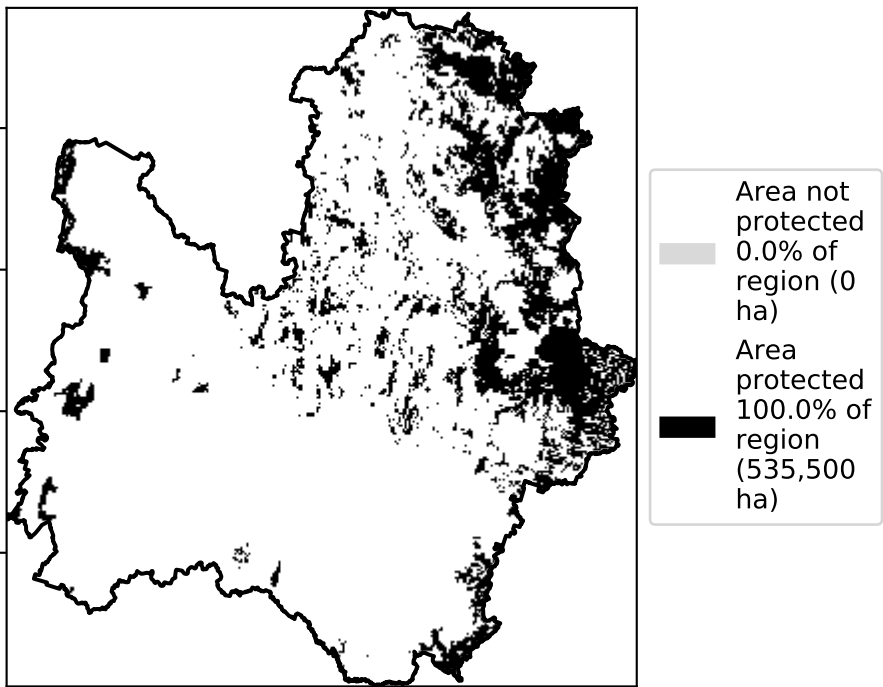 Area not
protected
0.0% of
region (0
ha)
Area
protected
100.0% of
region
(535,500
ha)